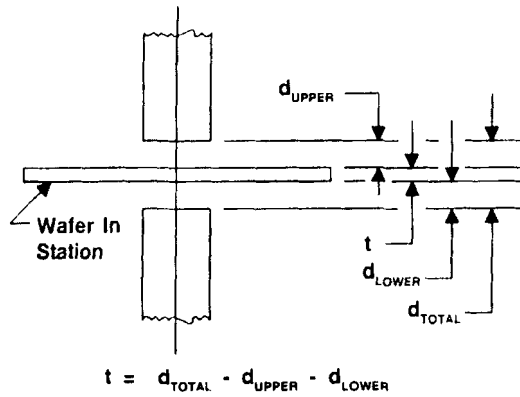 d_UPPER
Wafer In
Station
t
d_LOWER
d_TOTAL
t = d_TOTAL - d_UPPER - d_LOWER